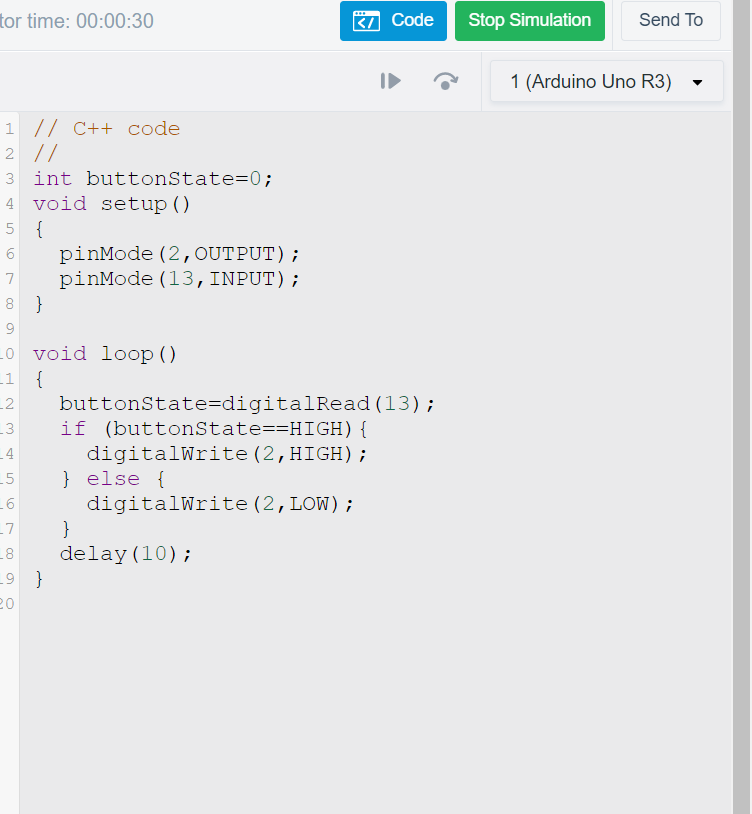 tor time: 00:00:30
Code
Stop Simulation
Send To
1 (Arduino Uno R3)
1 // C++ code
2 //
3 int buttonState=0;
4 void setup()
5 {
6   pinMode(2,OUTPUT);
7   pinMode(13,INPUT);
8 }
9
10 void loop()
11 {
12   buttonState=digitalRead(13);
13   if (buttonState==HIGH){
14     digitalWrite(2,HIGH);
15   } else {
16     digitalWrite(2,LOW);
17   }
18   delay(10);
19 }
20